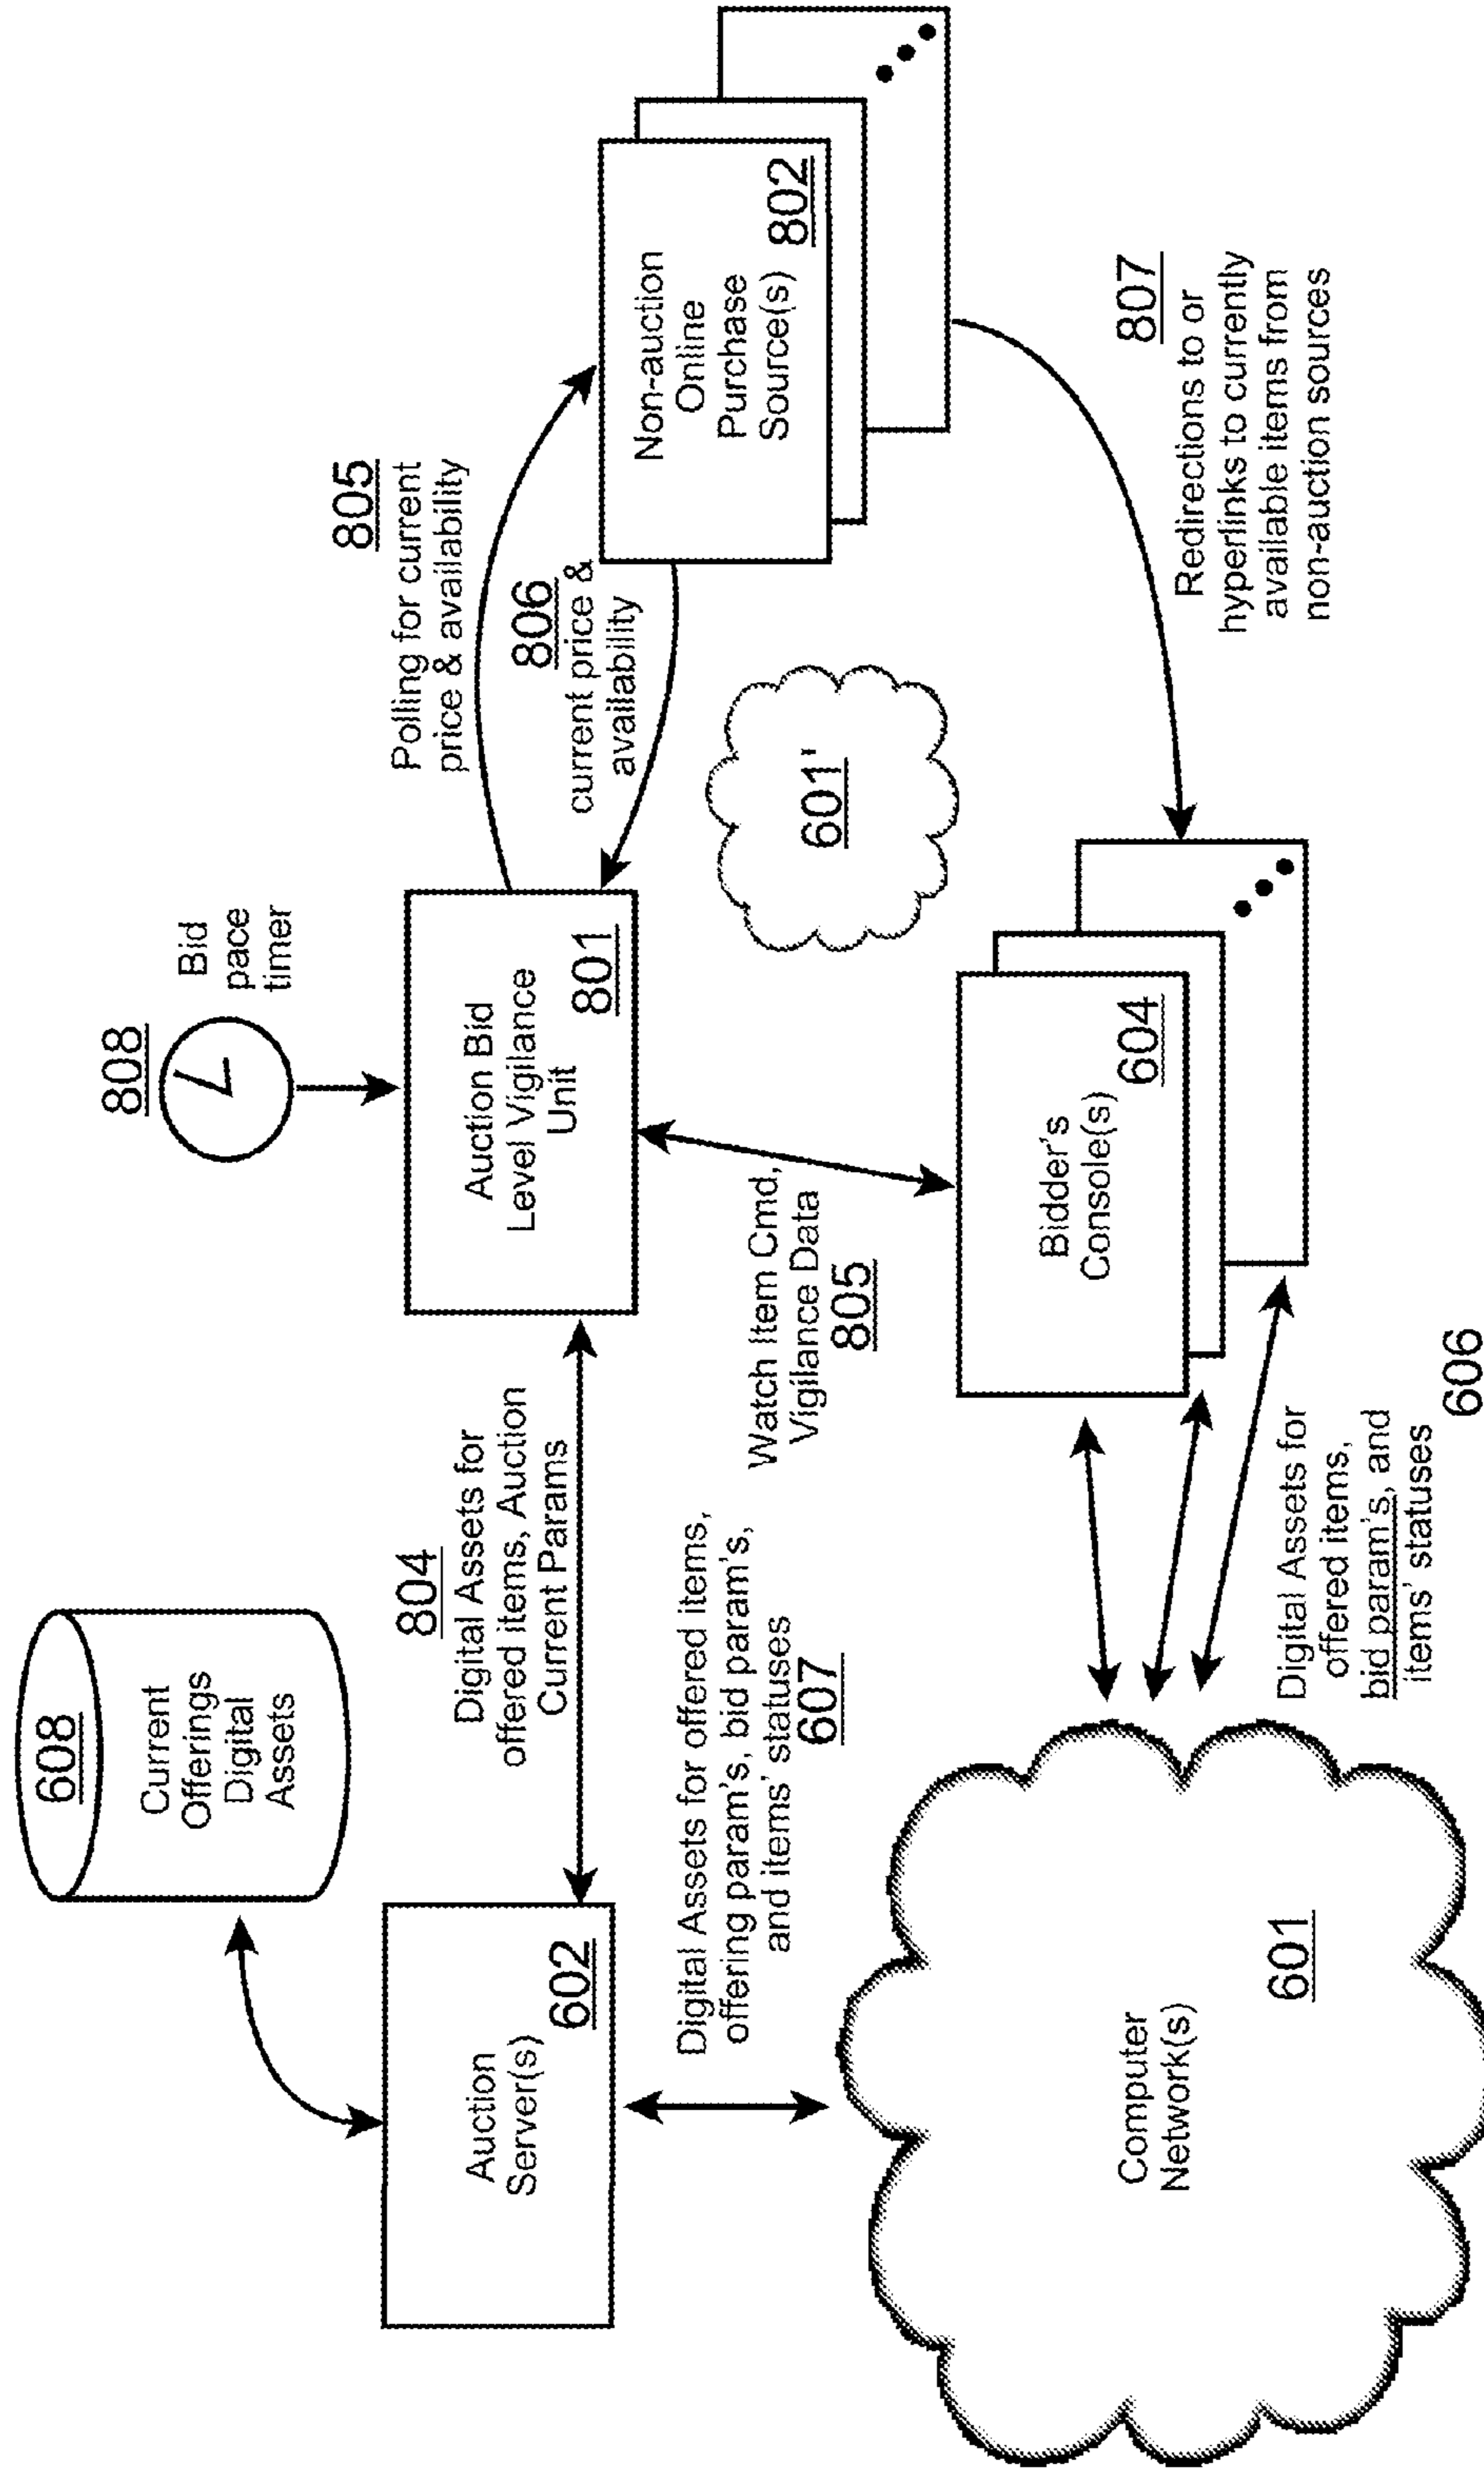 608
Current
Offerings
Digital
Assets
808
Bid
pace
timer
805
Polling for current
price & availability
806
current price &
availability
Auction
Server(s)
602
804
Digital Assets for
offered items, Auction
Current Params
Auction Bid
Level Vigilance
Unit
801
Non-auction
Online
Purchase
Source(s)
802
Digital Assets for offered items,
offering param's, bid param's,
and items' statuses
607
Watch Item Cmd,
Vigilance Data
805
601'
Computer
Network(s)
601
Bidder's
Console(s)
604
807
Redirections to or
hyperlinks to currently
available items from
non-auction sources
Digital Assets for
offered items,
bid param's, and
items' statuses
606